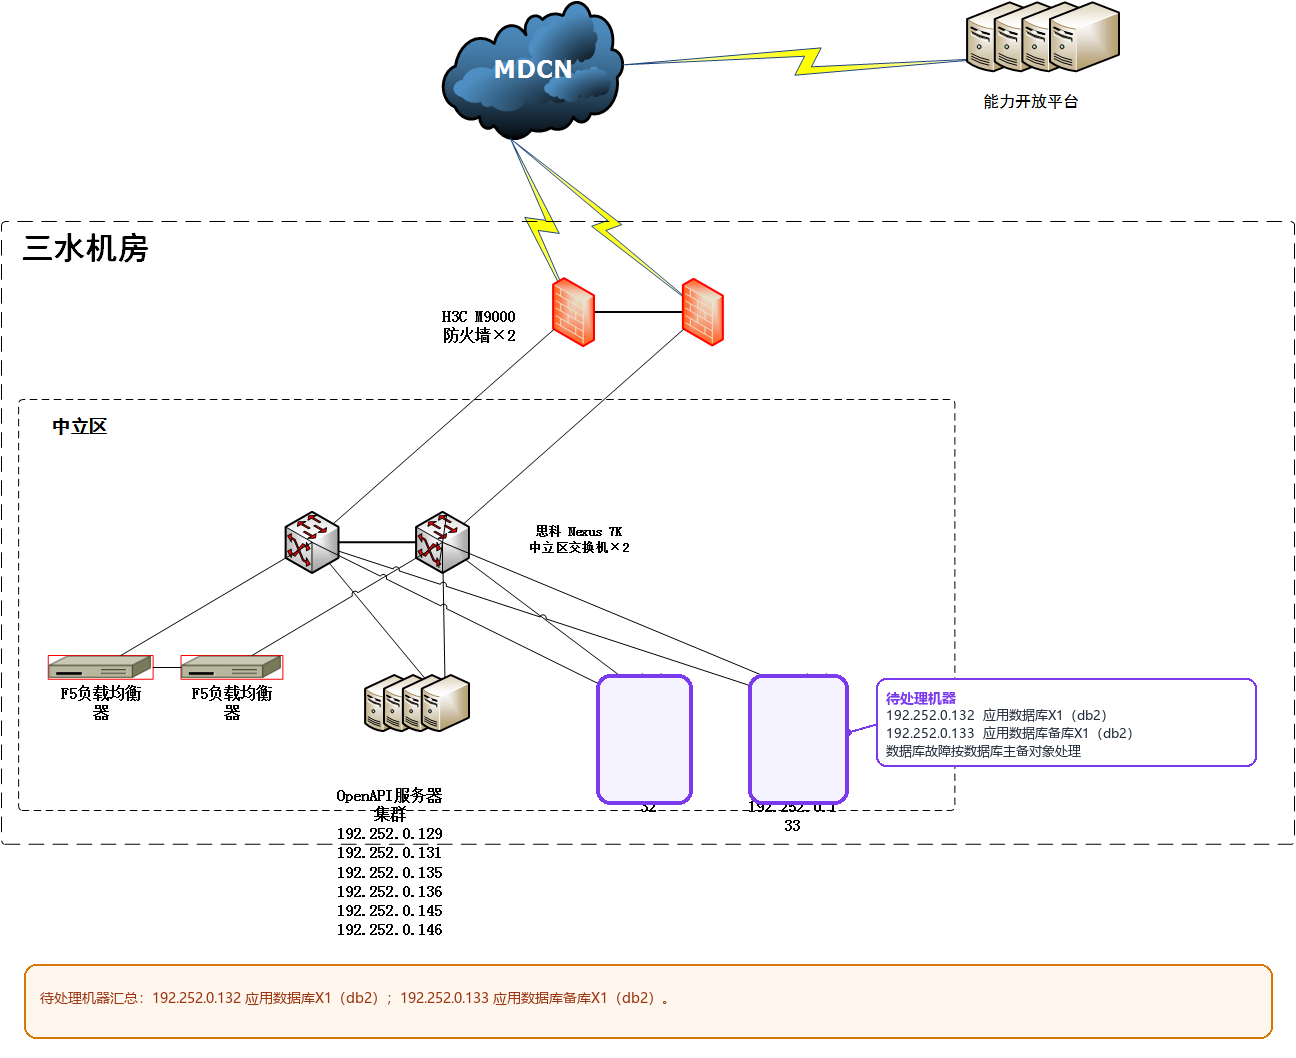 MDCN
能力开放平台
三水机房
H3C M9000
防火墙×2
中立区
思科 Nexus 7K
中立区交换机×2
F5负载均衡
器
F5负载均衡
器
待处理机器
192.252.0.132 应用数据库X1（db2）
192.252.0.133 应用数据库备库X1（db2）
数据库故障按数据库主备对象处理
OpenAPI服务器
集群
192.252.0.129
192.252.0.131
192.252.0.135
192.252.0.136
192.252.0.145
192.252.0.146
32
192.252.0.1
33
待处理机器汇总：192.252.0.132 应用数据库X1（db2）；192.252.0.133 应用数据库备库X1（db2）。